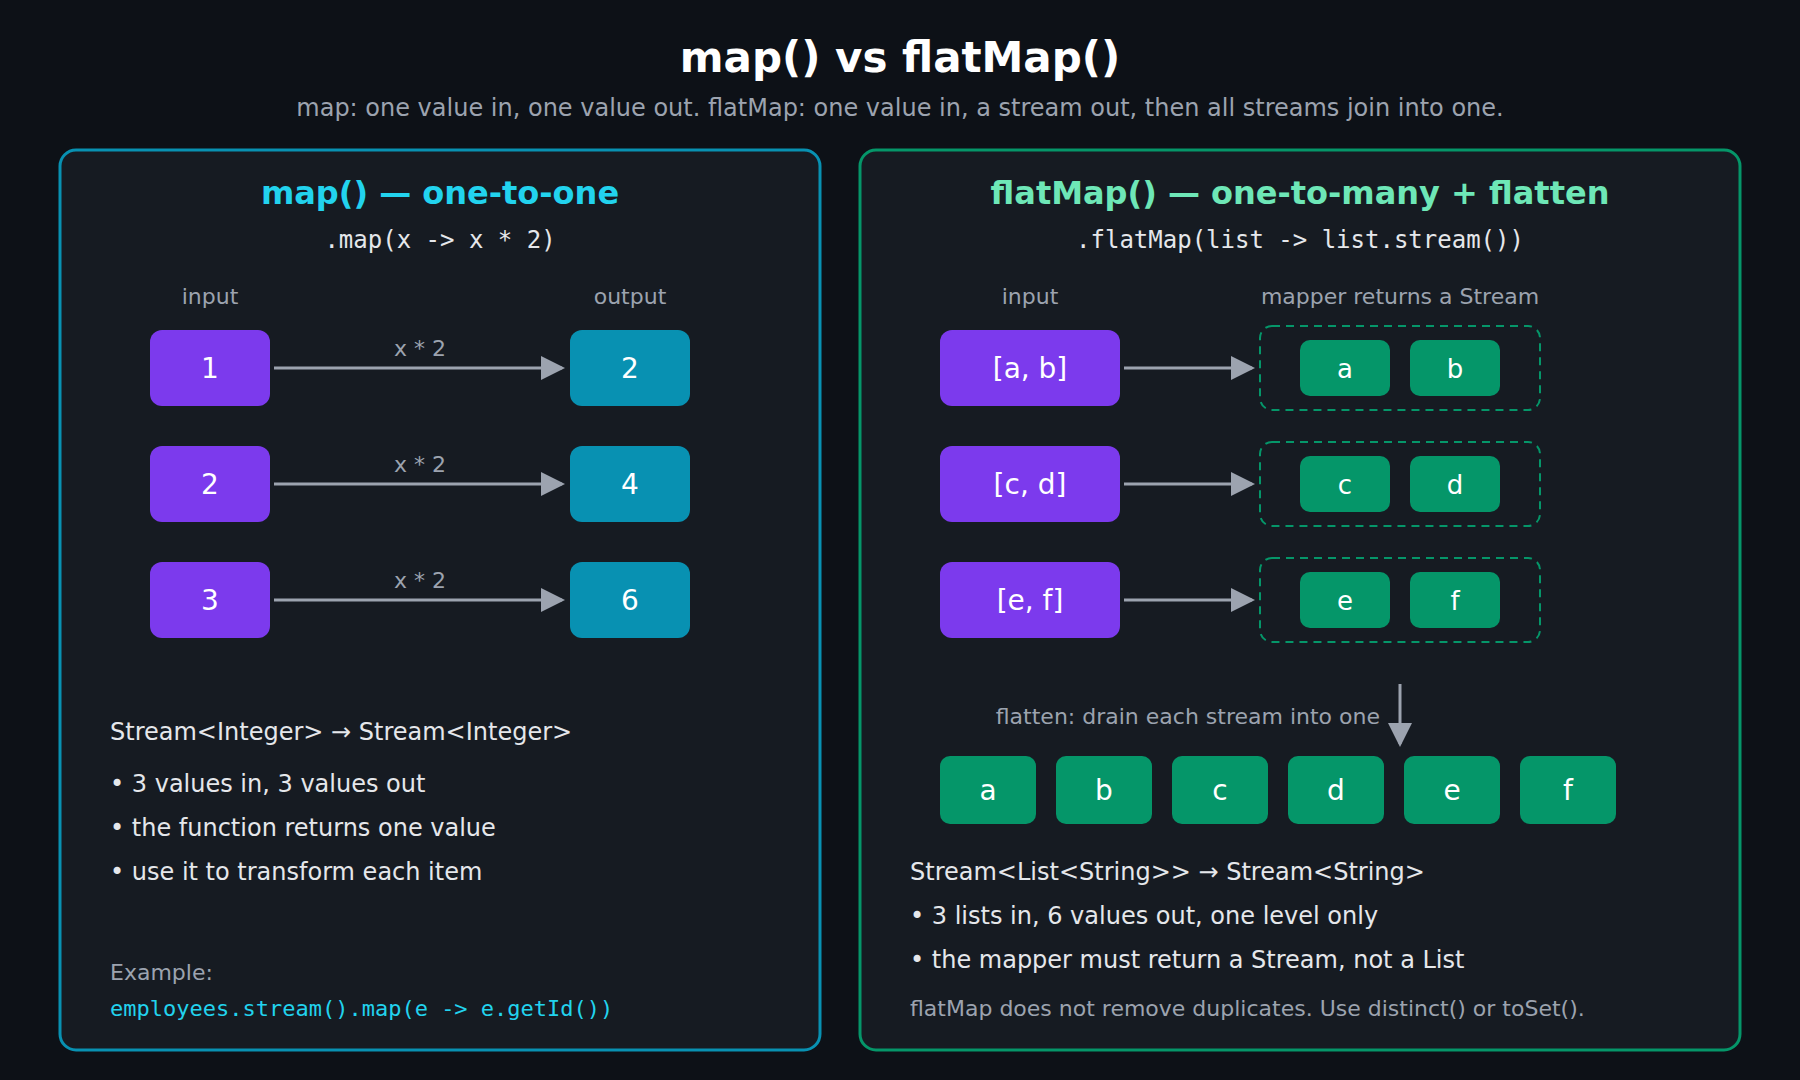 map() vs flatMap()
map: one value in, one value out. flatMap: one value in, a stream out, then all streams join into one.
map() — one-to-one
.map(x -> x * 2)
input
output
1
x * 2
2
2
x * 2
4
3
x * 2
6
Stream<Integer> → Stream<Integer>
• 3 values in, 3 values out
• the function returns one value
• use it to transform each item
Example:
employees.stream().map(e -> e.getId())
flatMap() — one-to-many + flatten
.flatMap(list -> list.stream())
input
mapper returns a Stream
[a, b]
a
b
[c, d]
c
d
[e, f]
e
f
flatten: drain each stream into one
a
b
c
d
e
f
Stream<List<String>> → Stream<String>
• 3 lists in, 6 values out, one level only
• the mapper must return a Stream, not a List
flatMap does not remove duplicates. Use distinct() or toSet().